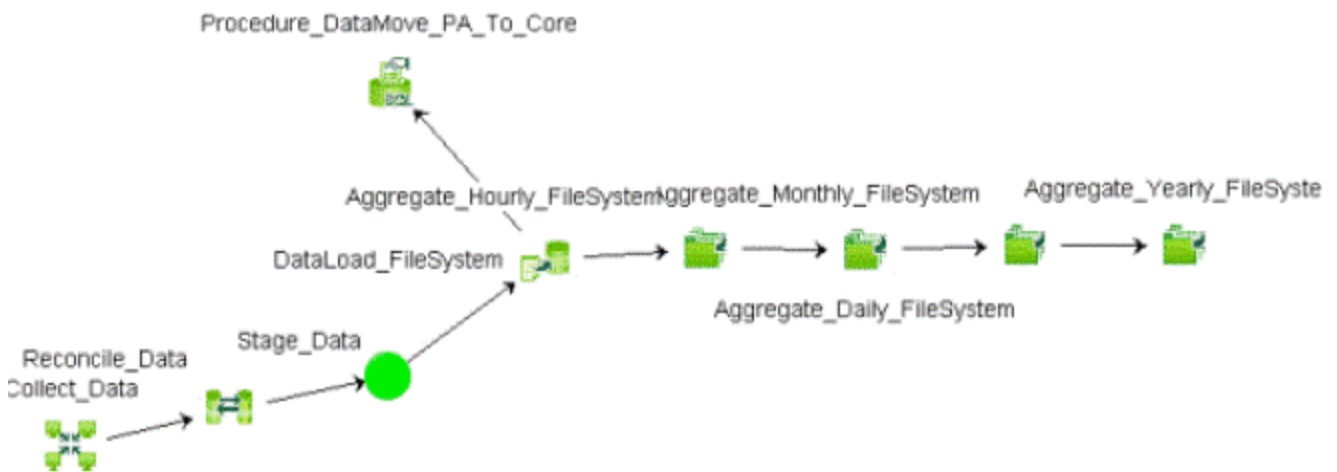 Procedure_DataMove_PA_To_Core
Aggregate_Hourly_FileSystem
Aggregate_Monthly_FileSystem
Aggregate_Yearly_FileSyste
DataLoad_FileSystem
Aggregate_Daily_FileSystem
Stage_Data
Reconcile_Data
Collect_Data